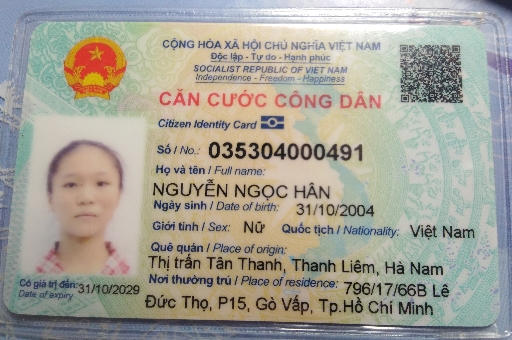 CỘNG HÒA XÃ HỘI CHỦ NGHĨA VIỆT NAM
Độc lập - Tự do - Hạnh phúc
SOCIALIST REPUBLIC OF VIET NAM
Independence - Freedom - Happiness
CĂN CƯỚC CÔNG DÂN
Citizen Identity Card
Số / No.: 035304000491
Họ và tên / Full name:
NGUYỄN NGỌC HÂN
Ngày sinh / Date of birth: 31/10/2004
Giới tính / Sex: Nữ Quốc tịch / Nationality: Việt Nam
Quê quán / Place of origin:
Thị trấn Tân Thanh, Thanh Liêm, Hà Nam
Nơi thường trú / Place of residence: 796/17/66B Lê
Đức Thọ, P15, Gò Vấp, Tp.Hồ Chí Minh
Có giá trị đến: 31/10/2029
Date of expiry